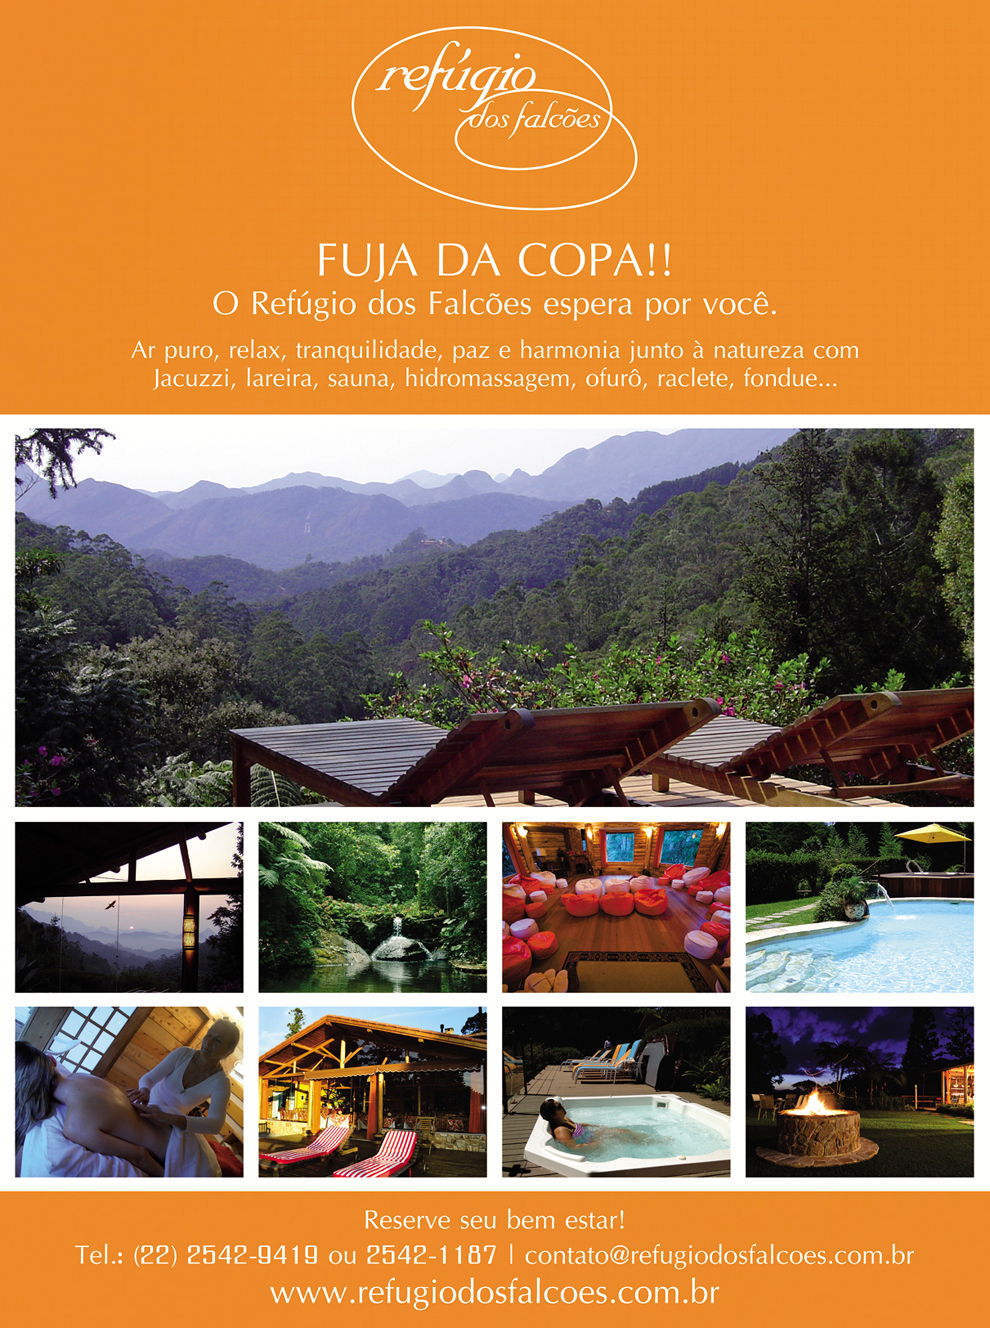 refúgio
dos falcões
FUJA DA COPA!!
O Refúgio dos Falcões espera por você.
Ar puro, relax, tranquilidade, paz e harmonia junto à natureza com
Jacuzzi, lareira, sauna, hidromassagem, ofurô, raclete, fondue...
Reserve seu bem estar!
Tel.: (22) 2542-9419 ou 2542-1187 | contato@refugiodosfalcoes.com.br
www.refugiodosfalcoes.com.br